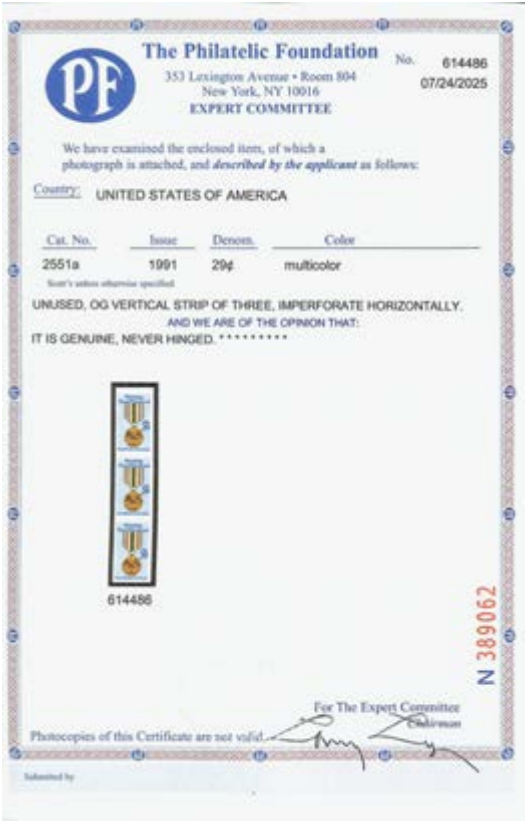 PF
The Philatelic Foundation
353 Lexington Avenue • Room 804
New York, NY 10016
EXPERT COMMITTEE
No. 614486
07/24/2025
We have examined the enclosed item, of which a
photograph is attached, and described by the applicant as follows:
Country: UNITED STATES OF AMERICA
Cat. No. Issue Denom. Color
2551a 1991 29¢ multicolor
Scott's unless otherwise specified
UNUSED, OG VERTICAL STRIP OF THREE, IMPERFORATE HORIZONTALLY.
AND WE ARE OF THE OPINION THAT:
IT IS GENUINE, NEVER HINGED. * * * * * * * * *
614486
N 389062
For The Expert Committee
Chairman
Photocopies of this Certificate are not valid.
Submitted by